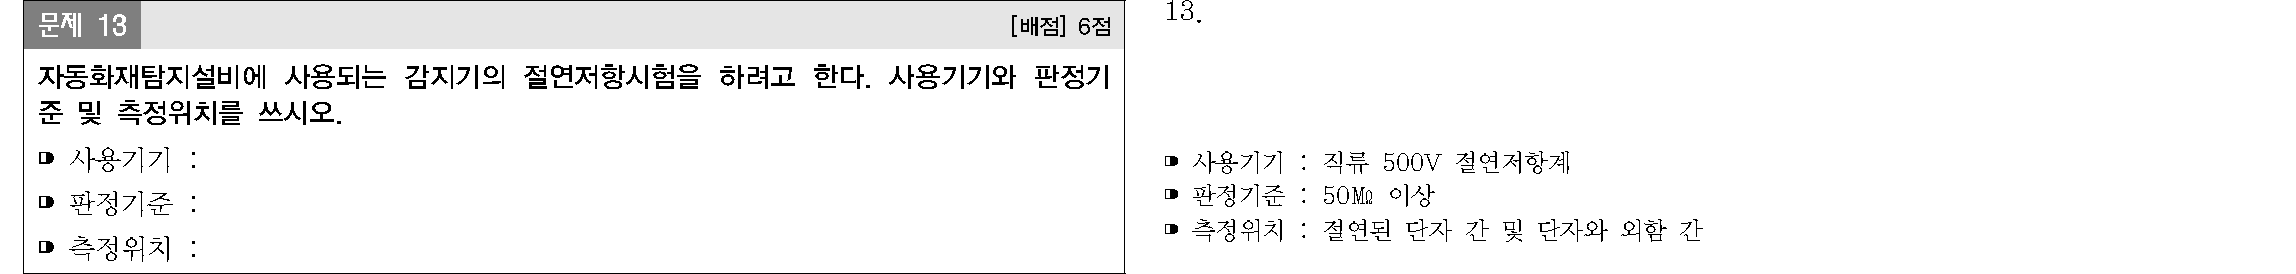 문제 13
[배점] 6점
자동화재탐지설비에 사용되는 감지기의 절연저항시험을 하려고 한다. 사용기기와 판정기
준 및 측정위치를 쓰시오.
사용기기 :
판정기준 :
측정위치 :
13.
사용기기 : 직류 500V 절연저항계
판정기준 : 50㏁ 이상
측정위치 : 절연된 단자 간 및 단자와 외함 간